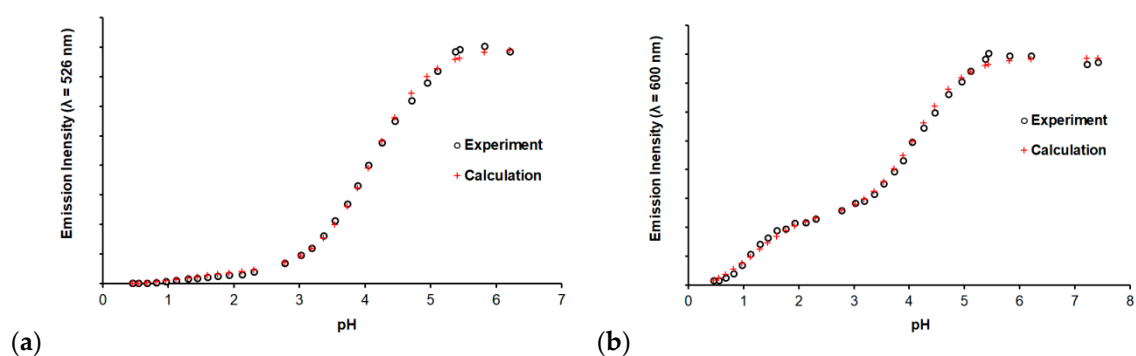 Emission Inensity (λ = 526 nm)
Experiment
Calculation
0 1 2 3 4 5 6 7
pH
(a)
Emission Inensity (λ = 600 nm)
Experiment
Calculation
0 1 2 3 4 5 6 7 8
pH
(b)